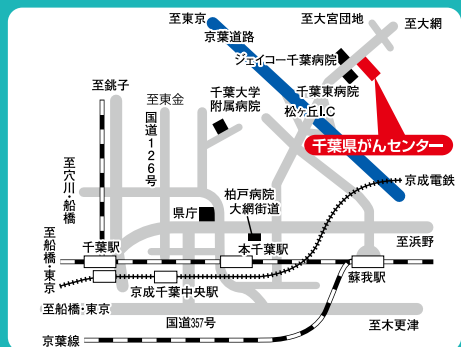 至東京
京葉道路
至大宮団地
至大網
ジェイコー千葉病院
千葉東病院
松ヶ丘I.C
千葉県がんセンター
至銚子
至東金
国道126号
千葉大学
附属病院
至穴川・船橋
京成電鉄
柏戸病院
大網街道
県庁
至船橋・東京
千葉駅
本千葉駅
至浜野
蘇我駅
京成千葉中央駅
至船橋・東京
国道357号
至木更津
京葉線